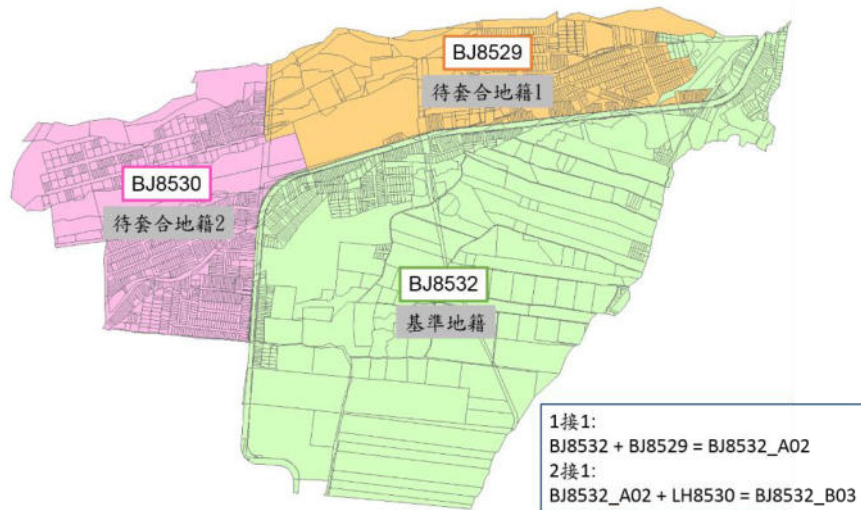 BJ8529
待套合地籍1
BJ8530
待套合地籍2
BJ8532
基準地籍
1接1:
BJ8532 + BJ8529 = BJ8532_A02
2接1:
BJ8532_A02 + LH8530 = BJ8532_B03